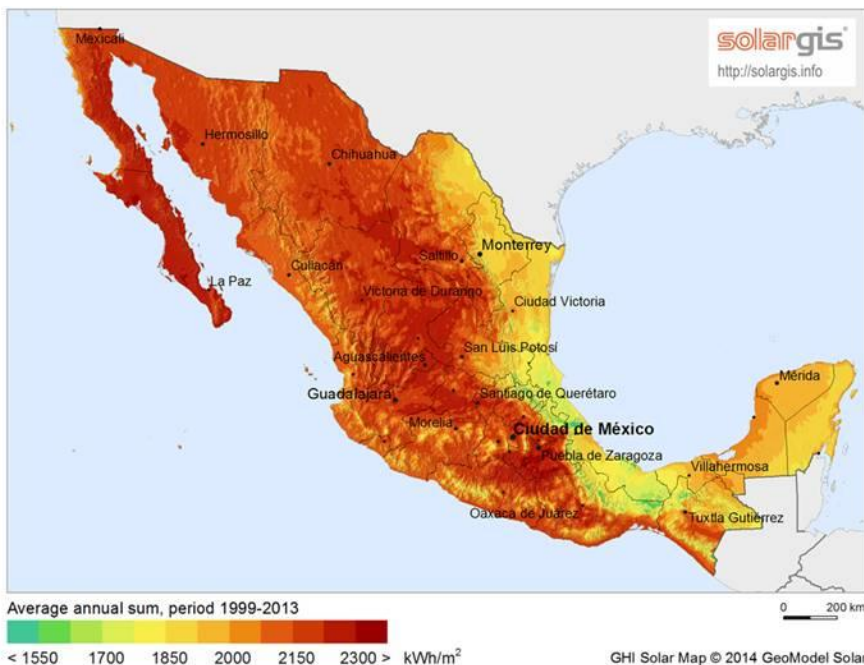 solargis
http://solargis.info
Mexicali
Hermosillo
Chihuahua
Monterrey
Saltillo
Culiacán
La Paz
Victoria de Durango
Ciudad Victoria
San Luis Potosí
Aguascalientes
Mérida
Guadalajara
Santiago de Querétaro
Morelia
Ciudad de México
Puebla de Zaragoza
Villahermosa
Oaxaca de Juárez
Tuxtla Gutiérrez
Average annual sum, period 1999-2013
0 200 km
< 1550 1700 1850 2000 2150 2300 > kWh/m²
GHI Solar Map © 2014 GeoModel Solar